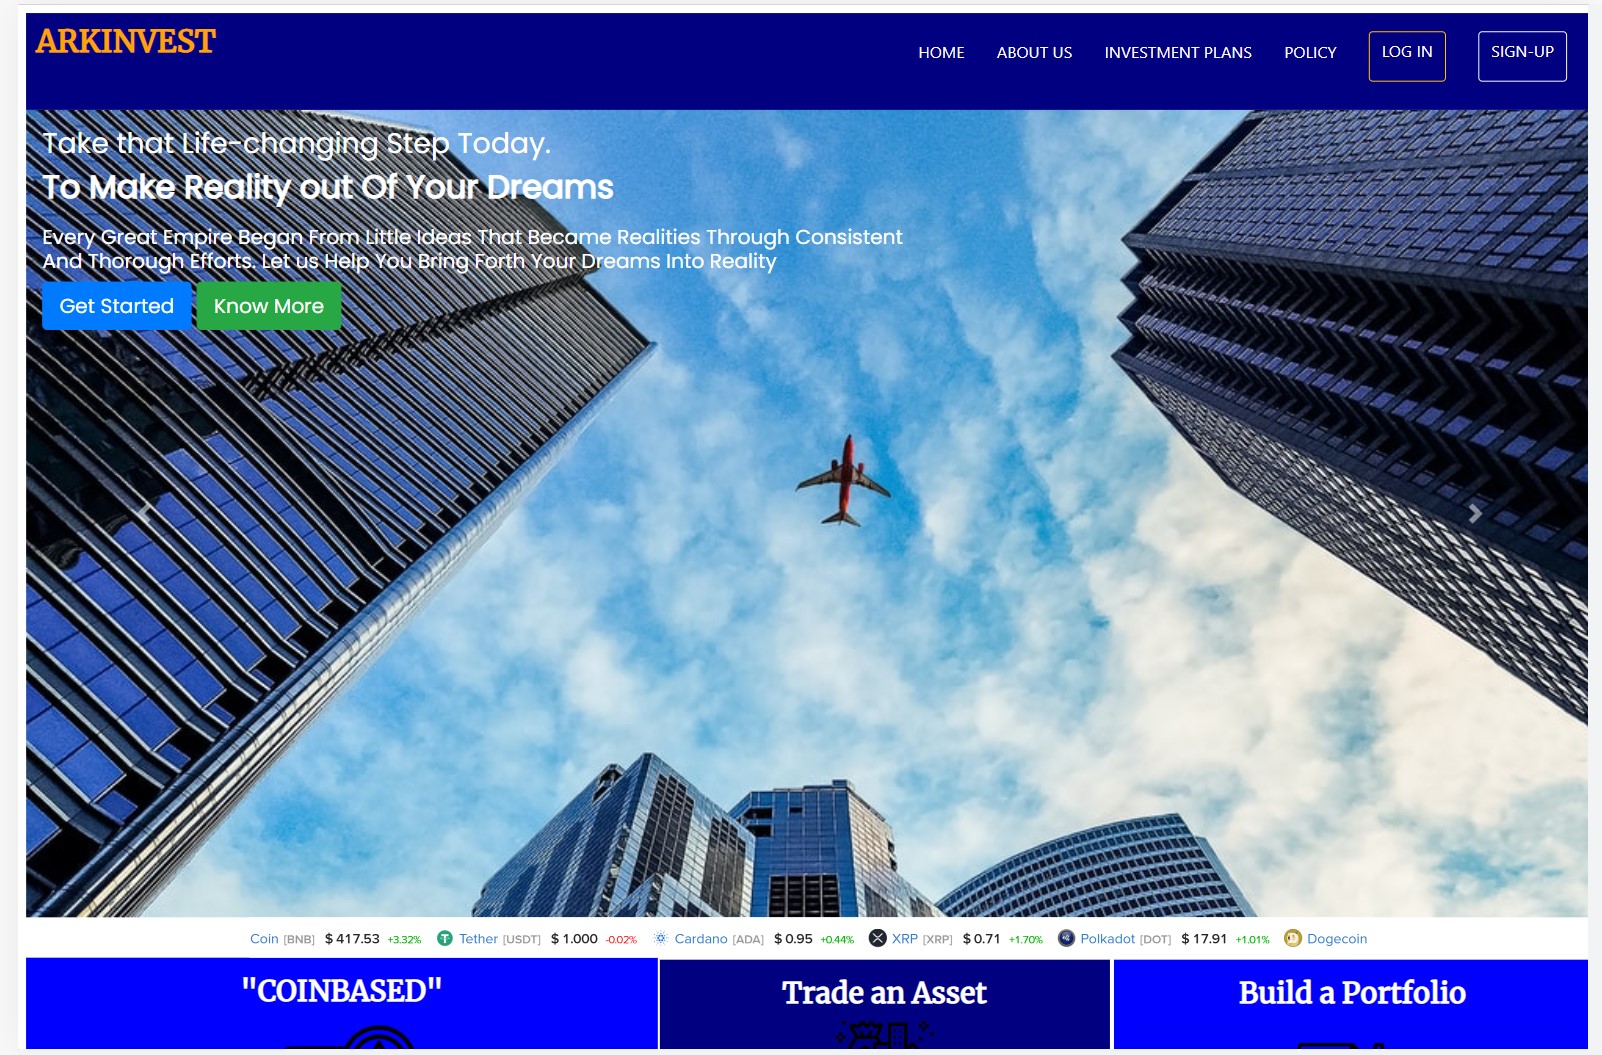 ARKINVEST
HOME ABOUT US INVESTMENT PLANS POLICY LOG IN SIGN-UP
Take that Life-changing Step Today.
To Make Reality out Of Your Dreams
Every Great Empire Began From Little Ideas That Became Realities Through Consistent
And Thorough Efforts. Let us Help You Bring Forth Your Dreams Into Reality
Get Started Know More
Coin [BNB] $ 417.53 +3.32% Tether [USDT] $ 1.000 -0.02% Cardano [ADA] $ 0.95 +0.44% XRP [XRP] $ 0.71 +1.70% Polkadot [DOT] $ 17.91 +1.01% Dogecoin
"COINBASED" Trade an Asset Build a Portfolio